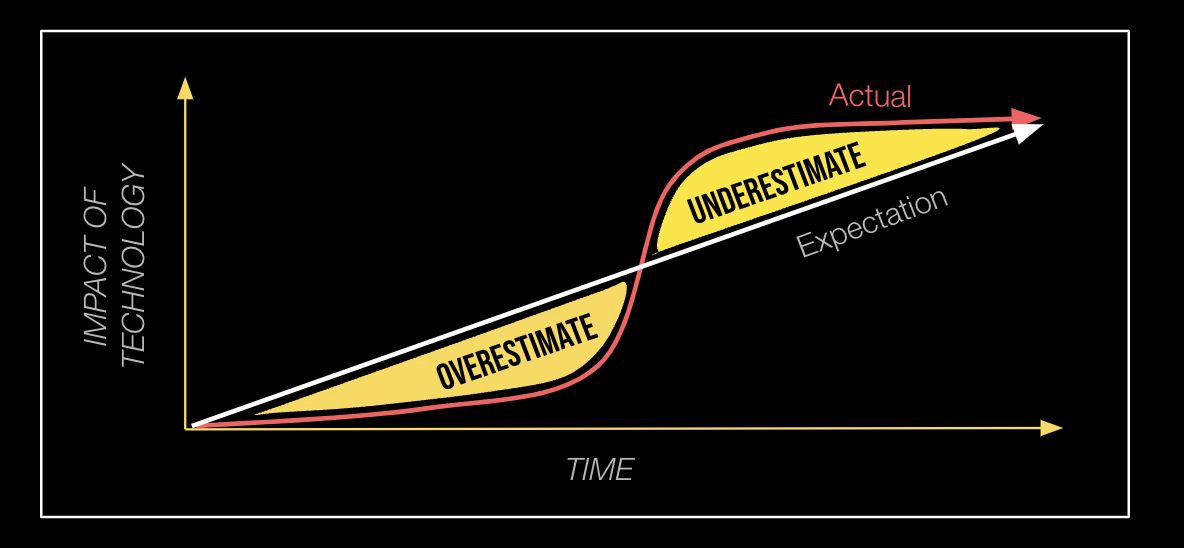 Actual
UNDERESTIMATE
Expectation
IMPACT OF
TECHNOLOGY
OVERESTIMATE
TIME